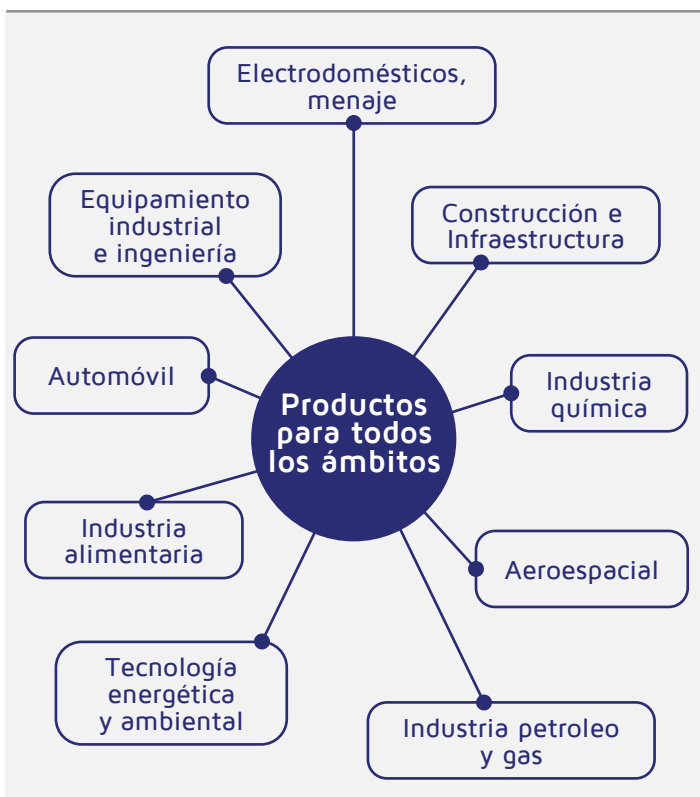 Electrodomésticos,
menaje
Equipamiento
industrial
e ingeniería
Construcción e
Infraestructura
Automóvil
Productos
para todos
los ámbitos
Industria
química
Industria
alimentaria
Aeroespacial
Tecnología
energética
y ambiental
Industria petroleo
y gas